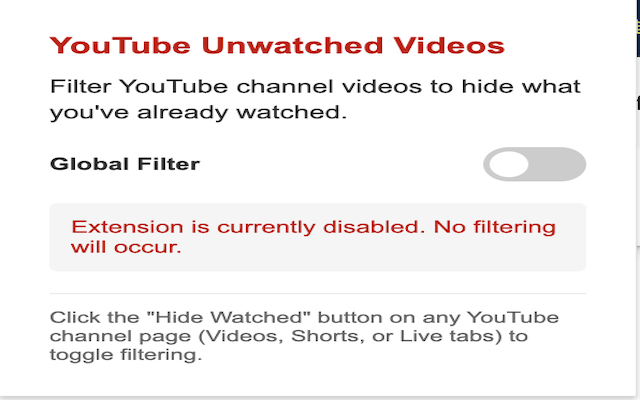 YouTube Unwatched Videos
Filter YouTube channel videos to hide what
you've already watched.
Global Filter
Extension is currently disabled. No filtering
will occur.
Click the "Hide Watched" button on any YouTube
channel page (Videos, Shorts, or Live tabs) to
toggle filtering.